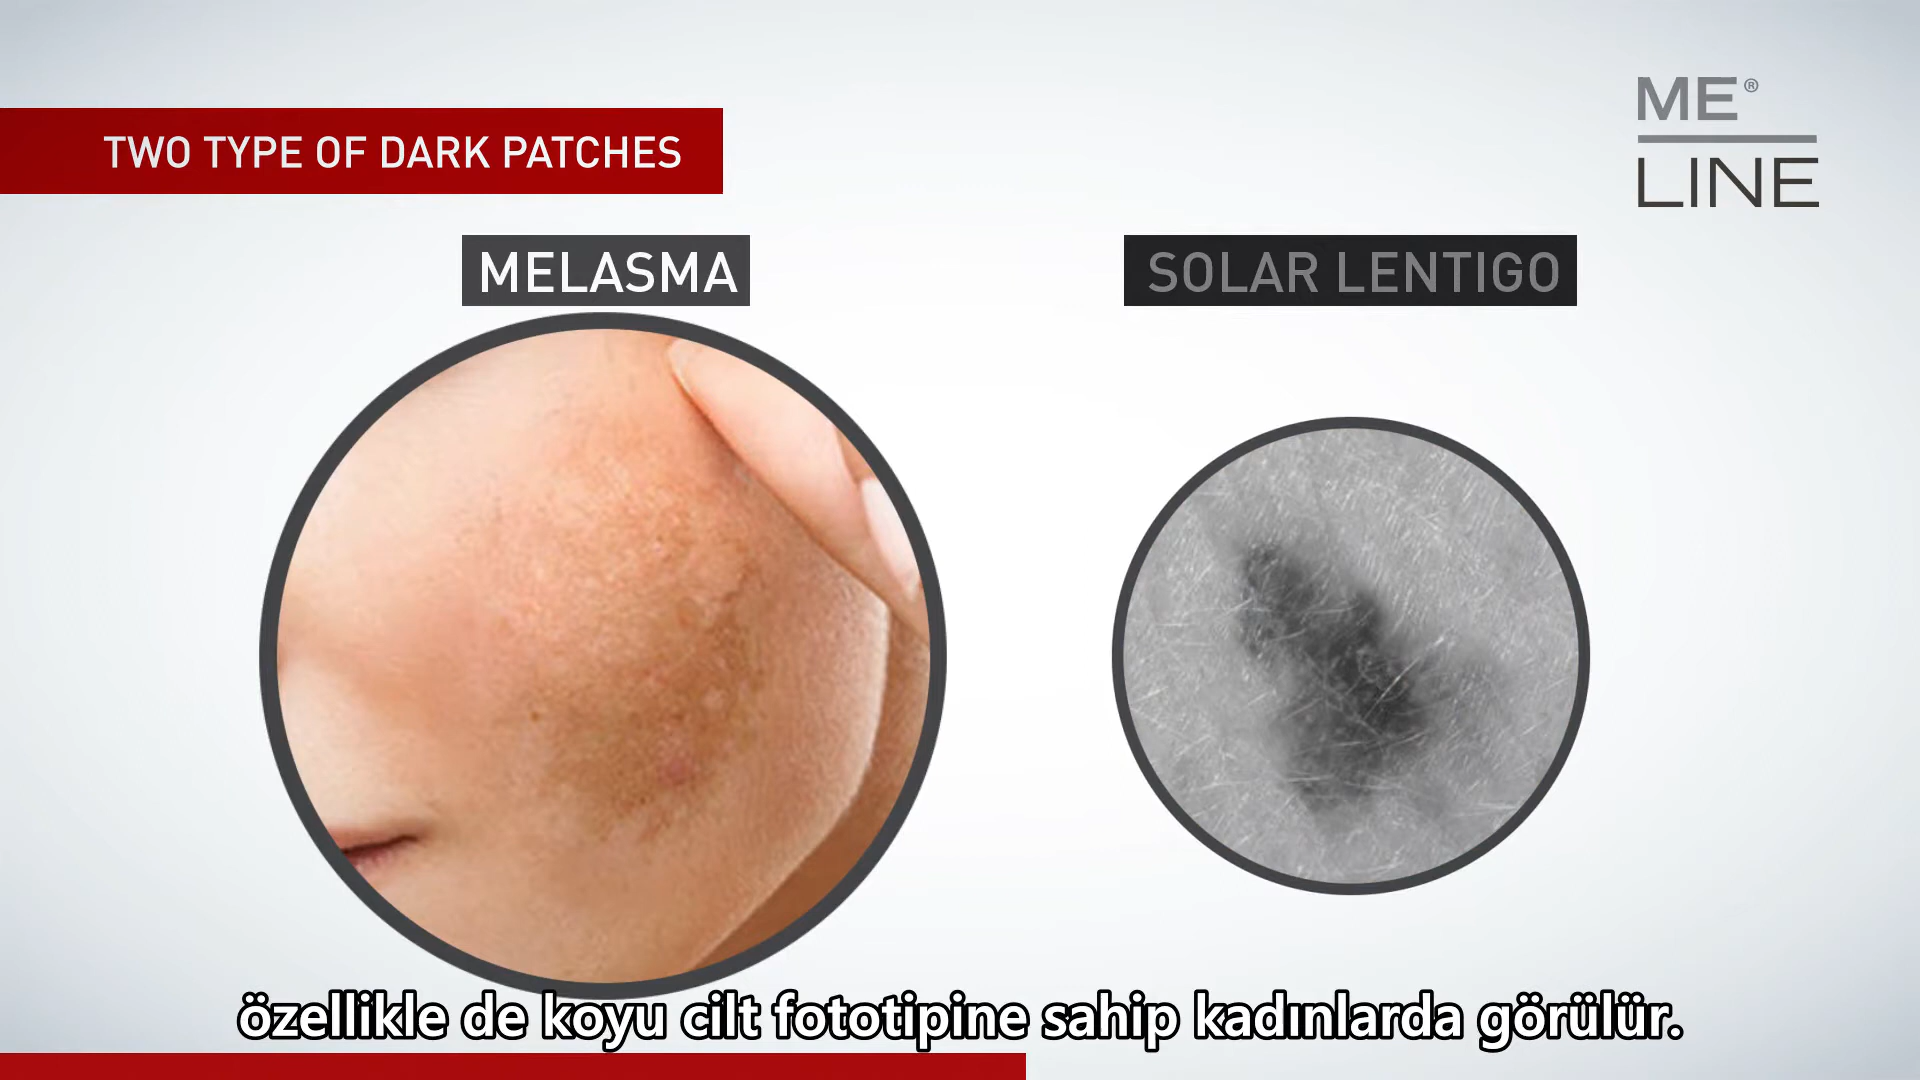 ME®
LINE
TWO TYPE OF DARK PATCHES
MELASMA
SOLAR LENTIGO
özellikle de koyu cilt fototipine sahip kadınlarda görülür.